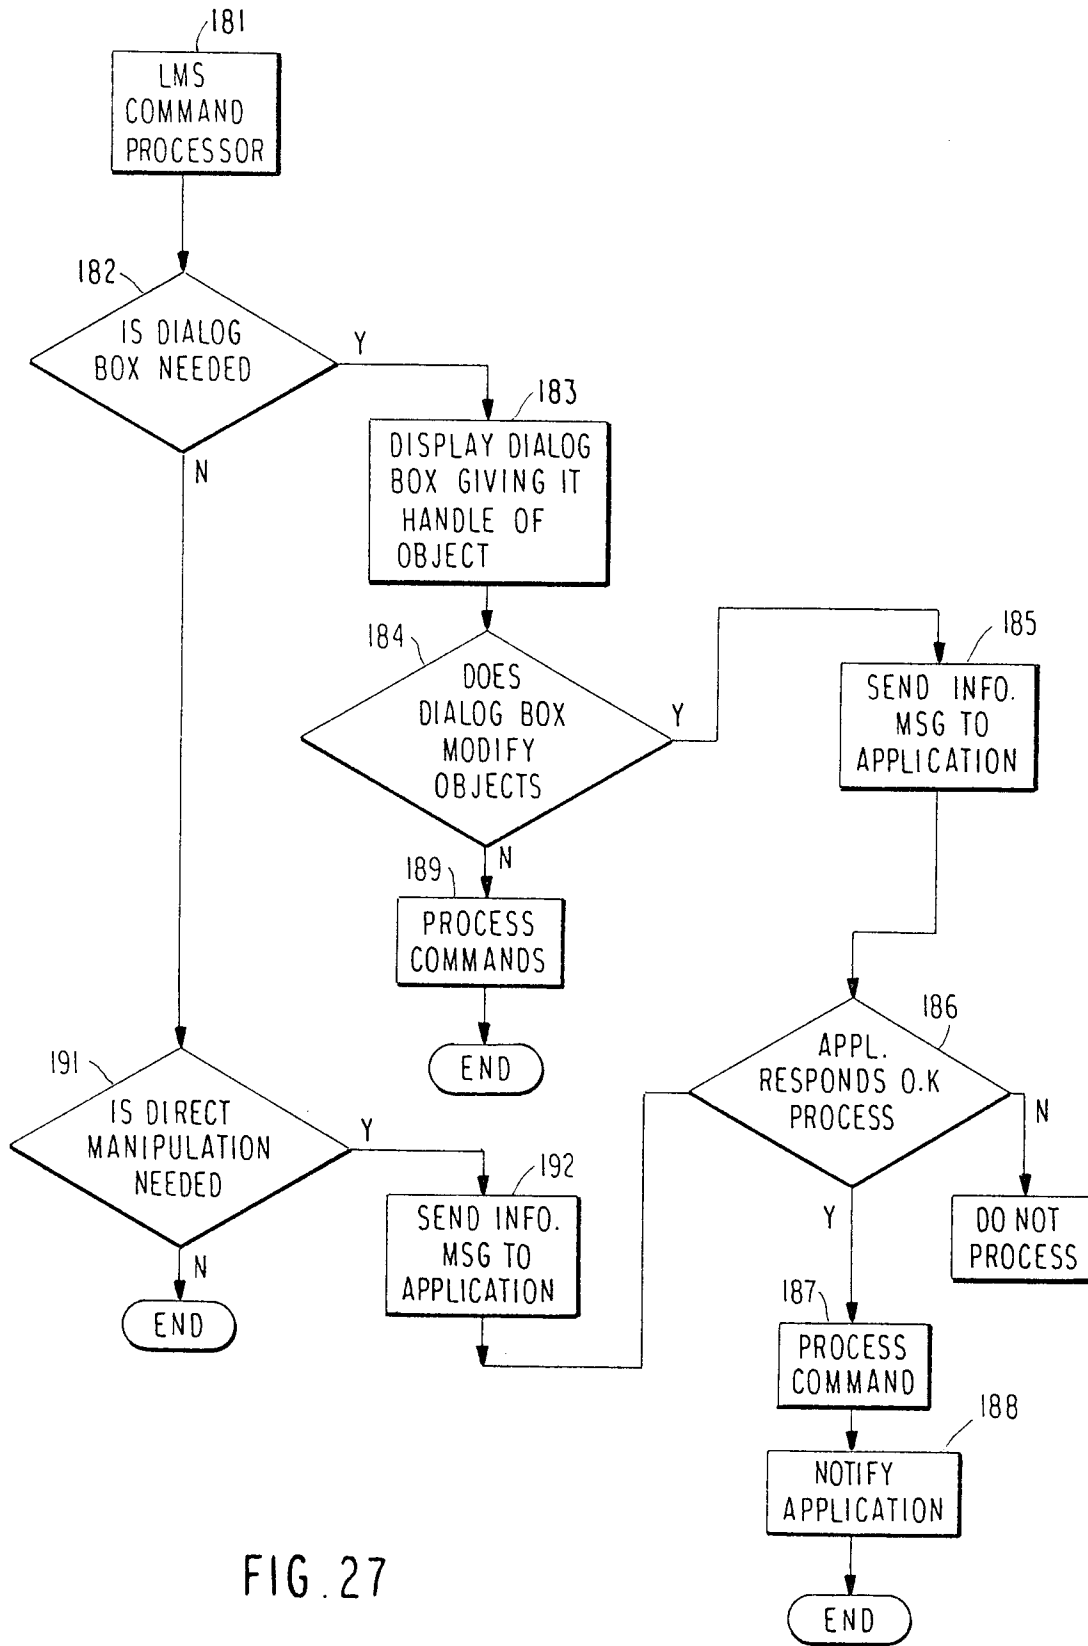 181
LMS
COMMAND
PROCESSOR
182
IS DIALOG
BOX NEEDED
Y
N
183
DISPLAY DIALOG
BOX GIVING IT
HANDLE OF
OBJECT
184
DOES
DIALOG BOX
MODIFY
OBJECTS
Y
N
185
SEND INFO.
MSG TO
APPLICATION
189
PROCESS
COMMANDS
END
186
APPL.
RESPONDS O.K
PROCESS
N
Y
DO NOT
PROCESS
191
IS DIRECT
MANIPULATION
NEEDED
Y
N
END
192
SEND INFO.
MSG TO
APPLICATION
187
PROCESS
COMMAND
188
NOTIFY
APPLICATION
END
FIG. 27